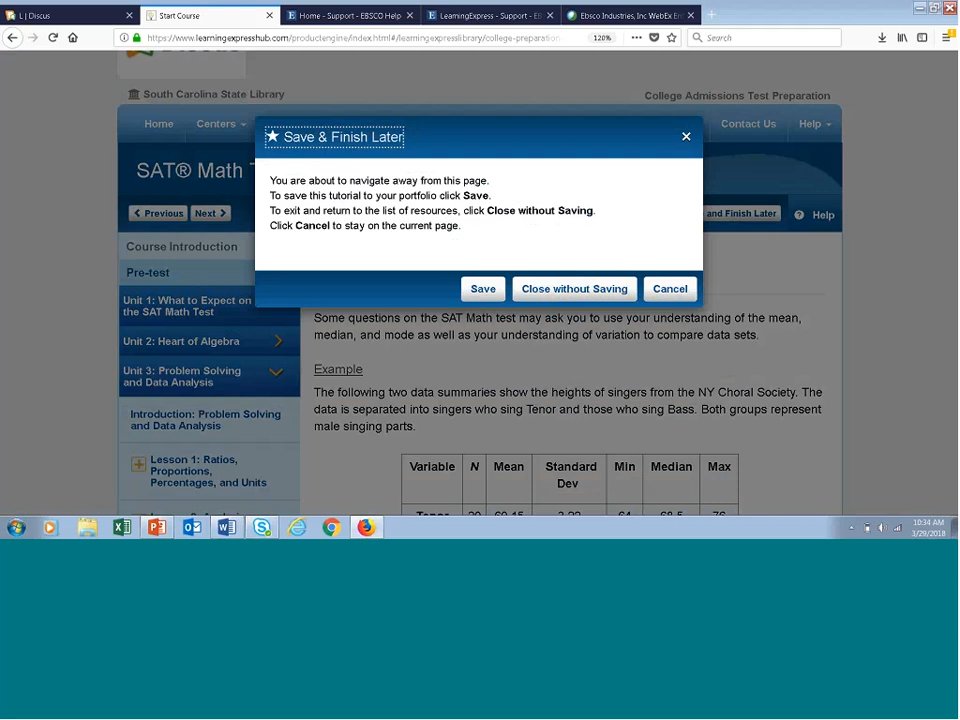 L | Discus
Start Course
Home - Support - EBSCO Help
LearningExpress - Support - EB
Ebsco Industries, Inc WebEx En
https://www.learningexpresshub.com/productengine/index.html#/learningexpresslibrary/college-preparation
120%
Search
South Carolina State Library
College Admissions Test Preparation
Home
Centers
Contact Us
Help
★ Save & Finish Later
SAT® Math
You are about to navigate away from this page.
To save this tutorial to your portfolio click Save.
To exit and return to the list of resources, click Close without Saving.
Click Cancel to stay on the current page.
Previous
Next
and Finish Later
Help
Course Introduction
Pre-test
Save
Close without Saving
Cancel
Unit 1: What to Expect on
the SAT Math Test
Unit 2: Heart of Algebra
Unit 3: Problem Solving
and Data Analysis
Introduction: Problem Solving
and Data Analysis
Lesson 1: Ratios,
Proportions,
Percentages, and Units
Some questions on the SAT Math test may ask you to use your understanding of the mean,
median, and mode as well as your understanding of variation to compare data sets.
Example
The following two data summaries show the heights of singers from the NY Choral Society. The
data is separated into singers who sing Tenor and those who sing Bass. Both groups represent
male singing parts.
Variable N Mean Standard Dev Min Median Max
10:34 AM
3/29/2018